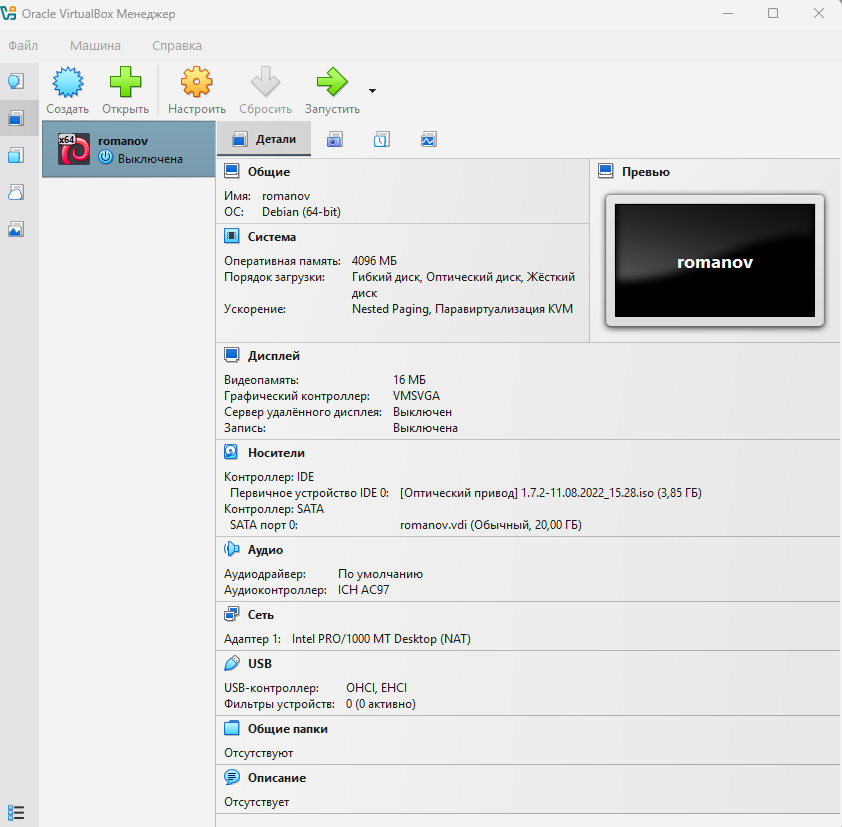 Oracle VirtualBox Менеджер
Файл Машина Справка
Создать Открыть Настроить Сбросить Запустить
x64
romanov
Выключена
Детали
Общие
Имя: romanov
ОС: Debian (64-bit)
Превью
romanov
Система
Оперативная память: 4096 МБ
Порядок загрузки: Гибкий диск, Оптический диск, Жёсткий
диск
Ускорение: Nested Paging, Паравиртуализация KVM
Дисплей
Видеопамять: 16 МБ
Графический контроллер: VMSVGA
Сервер удалённого дисплея: Выключен
Запись: Выключена
Носители
Контроллер: IDE
Первичное устройство IDE 0: [Оптический привод] 1.7.2-11.08.2022_15.28.iso (3,85 ГБ)
Контроллер: SATA
SATA порт 0: romanov.vdi (Обычный, 20,00 ГБ)
Аудио
Аудиодрайвер: По умолчанию
Аудиоконтроллер: ICH AC97
Сеть
Адаптер 1: Intel PRO/1000 MT Desktop (NAT)
USB
USB-контроллер: OHCI, EHCI
Фильтры устройств: 0 (0 активно)
Общие папки
Отсутствуют
Описание
Отсутствует